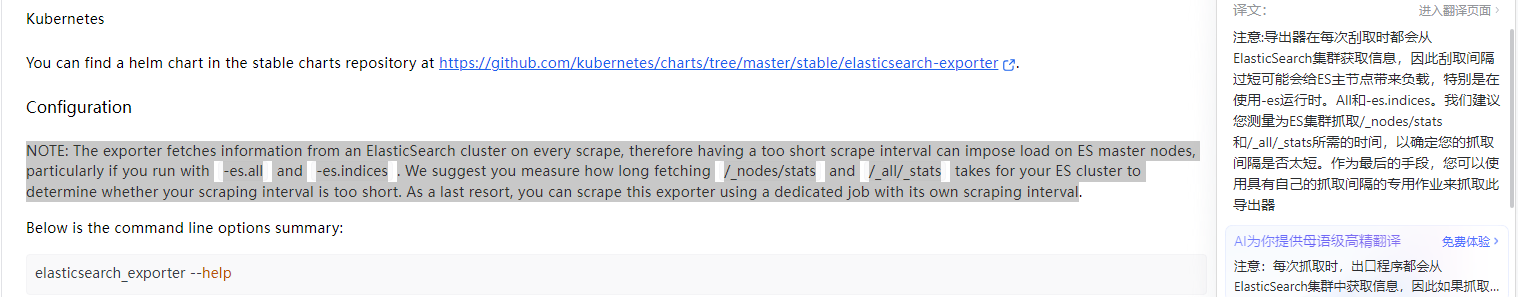 Kubernetes
You can find a helm chart in the stable charts repository at https://github.com/kubernetes/charts/tree/master/stable/elasticsearch-exporter.
Configuration
NOTE: The exporter fetches information from an ElasticSearch cluster on every scrape, therefore having a too short scrape interval can impose load on ES master nodes,
particularly if you run with -es.all and -es.indices. We suggest you measure how long fetching /_nodes/stats and /_all/_stats takes for your ES cluster to
determine whether your scraping interval is too short. As a last resort, you can scrape this exporter using a dedicated job with its own scraping interval.
Below is the command line options summary:
elasticsearch_exporter --help
译文: 进入翻译页面 >
注意:导出器在每次刮取时都会从
ElasticSearch集群获取信息，因此刮取间隔
过短可能会给ES主节点带来负载，特别是在
使用-es运行时。All和-es.indices。我们建议
您测量为ES集群抓取/_nodes/stats
和/_all/_stats所需的时间，以确定您的抓取
间隔是否太短。作为最后的手段，您可以使
用具有自己的抓取间隔的专用作业来抓取此
导出器
AI为你提供母语级高精翻译 免费体验 >
注意：每次抓取时，出口程序都会从
ElasticSearch集群中获取信息，因此如果抓取...